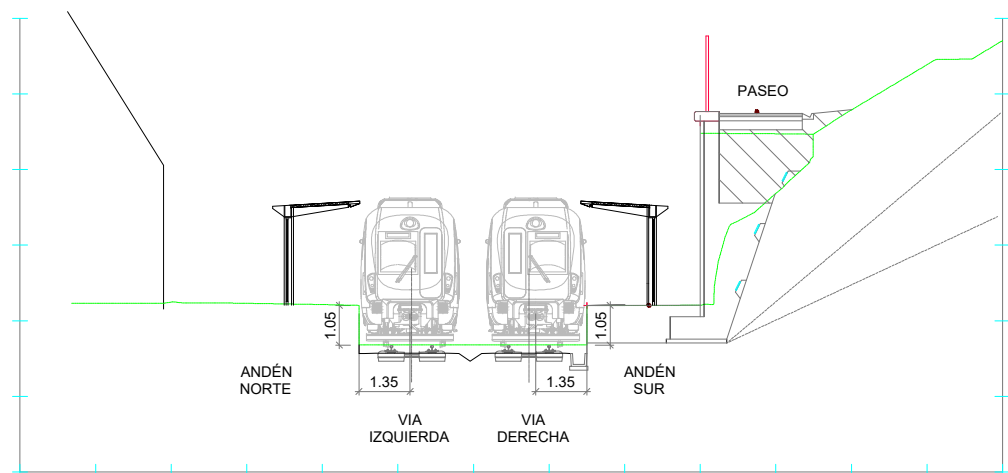 PASEO
1.05
1.05
ANDÉN
NORTE
1.35
1.35
ANDÉN
SUR
VIA
IZQUIERDA
VIA
DERECHA